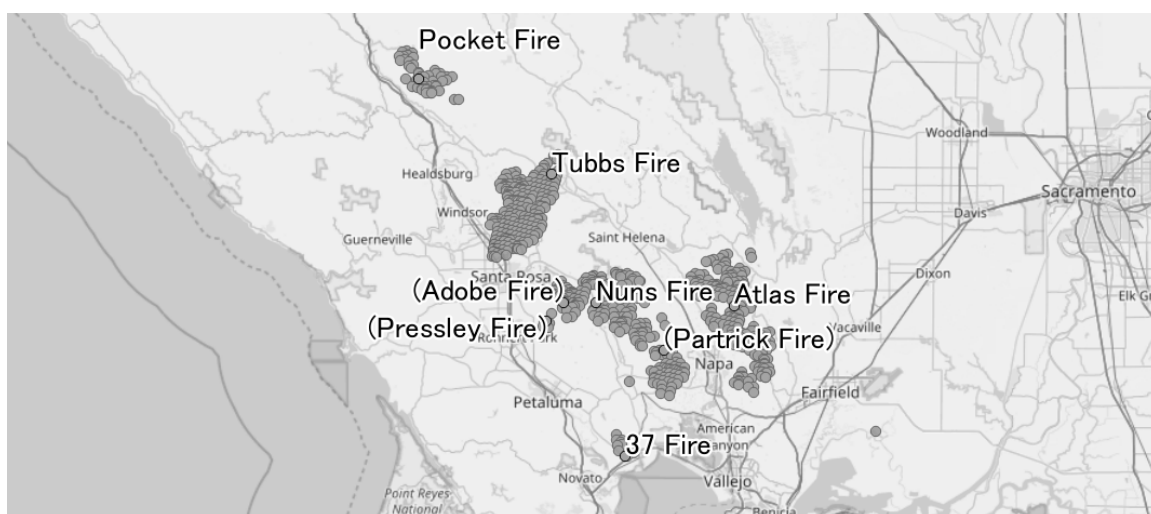 Pocket Fire
Woodland
Tubbs Fire
Healdsburg
Sacramento
Windsor
Davis
Guerneville
Saint Helena
Santa Rosa
Dixon
(Adobe Fire)
Nuns Fire
Atlas Fire
Elk
(Pressley Fire)
Vacaville
(Partrick Fire)
Rohnert Park
Napa
Fairfield
Petaluma
American
Canyon
37 Fire
Novato
Vallejo
Point Reyes
National
Benicia